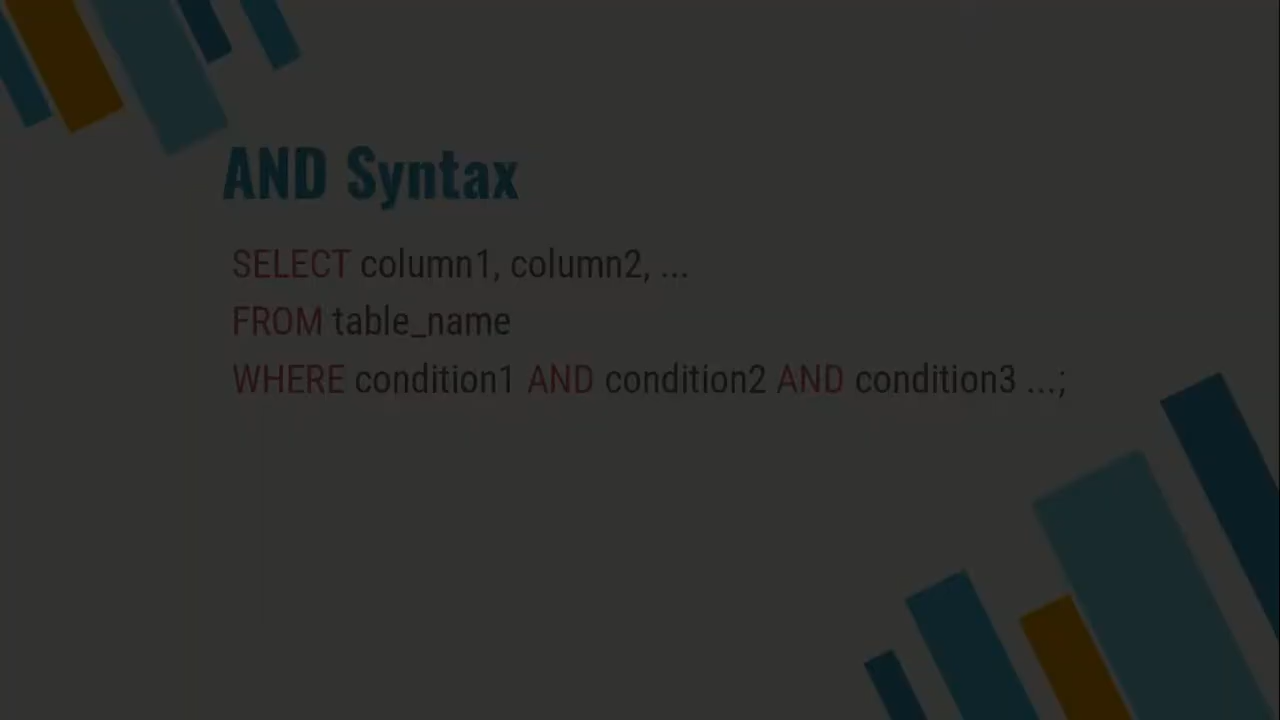 AND Syntax
SELECT column1, column2, ...
FROM table_name
WHERE condition1 AND condition2 AND condition3 ...;